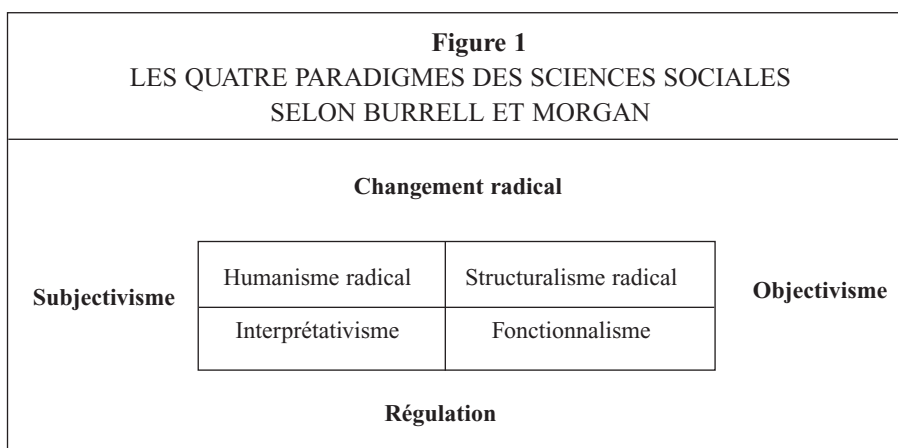 Figure 1
LES QUATRE PARADIGMES DES SCIENCES SOCIALES
SELON BURRELL ET MORGAN
Changement radical
Humanisme radical Structuralisme radical
Subjectivisme Objectivisme
Interprétativisme Fonctionnalisme
Régulation